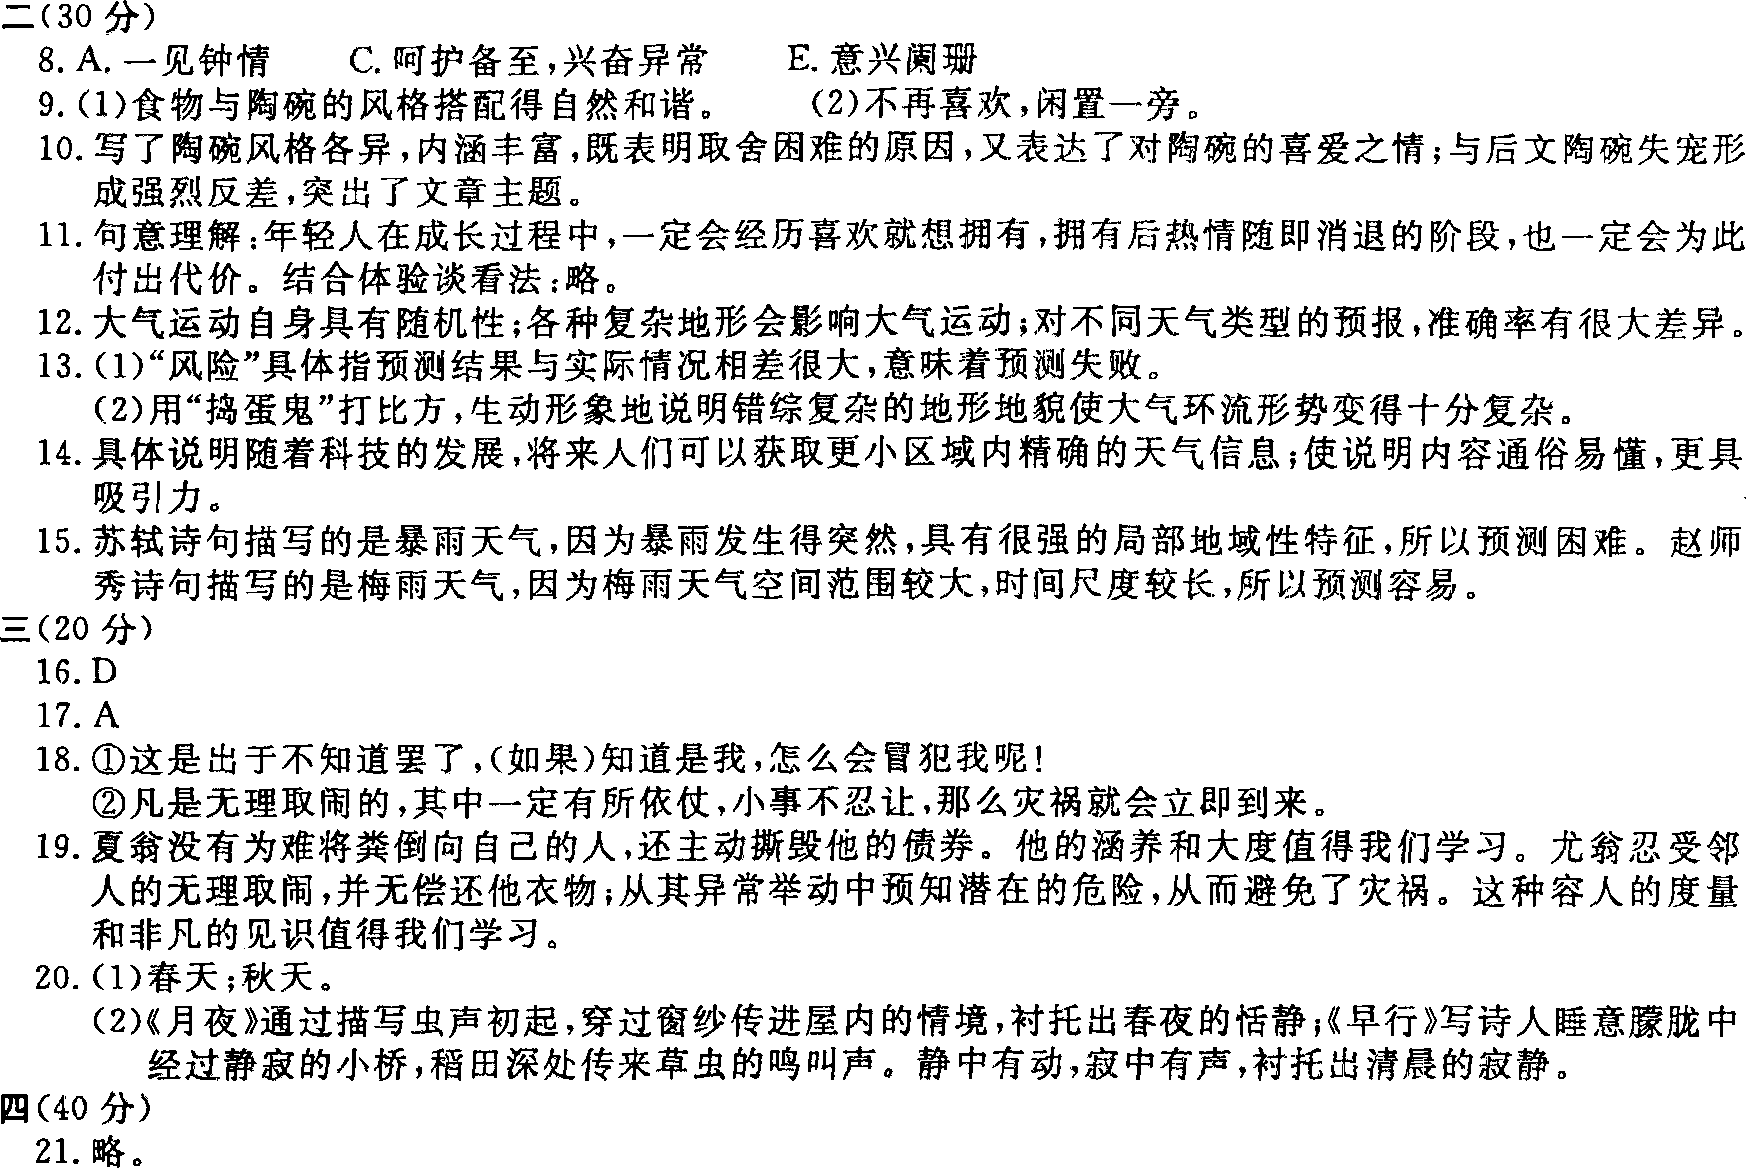 二(30 分)
8. A. 一见钟情 C. 呵护备至,兴奋异常 E. 意兴阑珊
9. (1)食物与陶碗的风格搭配得自然和谐。 (2)不再喜欢,闲置一旁。
10. 写了陶碗风格各异,内涵丰富,既表明取舍困难的原因,又表达了对陶碗的喜爱之情;与后文陶碗失宠形
成强烈反差,突出了文章主题。
11. 句意理解:年轻人在成长过程中,一定会经历喜欢就想拥有,拥有后热情随即消退的阶段,也一定会为此
付出代价。结合体验谈看法:略。
12. 大气运动自身具有随机性;各种复杂地形会影响大气运动;对不同天气类型的预报,准确率有很大差异。
13. (1)“风险”具体指预测结果与实际情况相差很大,意味着预测失败。
(2)用“捣蛋鬼”打比方,生动形象地说明错综复杂的地形地貌使大气环流形势变得十分复杂。
14. 具体说明随着科技的发展,将来人们可以获取更小区域内精确的天气信息;使说明内容通俗易懂,更具
吸引力。
15. 苏轼诗句描写的是暴雨天气,因为暴雨发生得突然,具有很强的局部地域性特征,所以预测困难。赵师
秀诗句描写的是梅雨天气,因为梅雨天气空间范围较大,时间尺度较长,所以预测容易。
三(20 分)
16. D
17. A
18. ①这是出于不知道罢了,(如果)知道是我,怎么会冒犯我呢!
②凡是无理取闹的,其中一定有所依仗,小事不忍让,那么灾祸就会立即到来。
19. 夏翁没有为难将粪倒向自己的人,还主动撕毁他的债券。他的涵养和大度值得我们学习。尤翁忍受邻
人的无理取闹,并无偿还他衣物;从其异常举动中预知潜在的危险,从而避免了灾祸。这种容人的度量
和非凡的见识值得我们学习。
20. (1)春天;秋天。
(2)《月夜》通过描写虫声初起,穿过窗纱传进屋内的情境,衬托出春夜的恬静;《早行》写诗人睡意朦胧中
经过静寂的小桥,稻田深处传来草虫的鸣叫声。静中有动,寂中有声,衬托出清晨的寂静。
四(40 分)
21. 略。